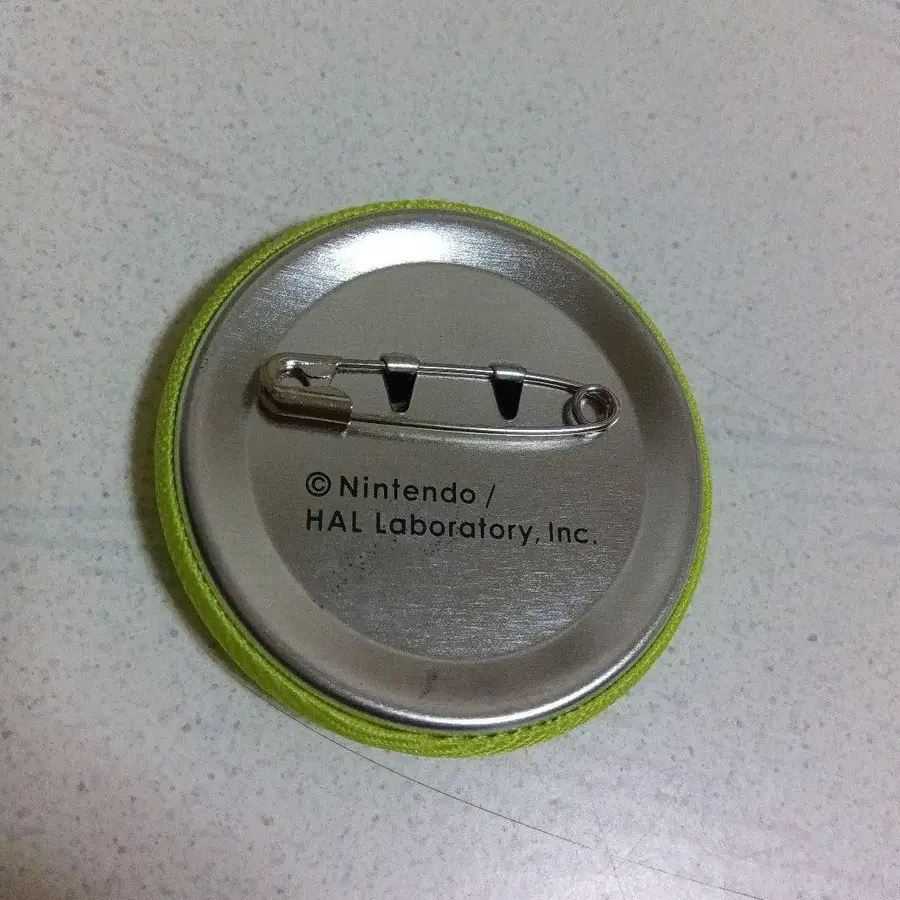 © Nintendo /
HAL Laboratory, Inc.